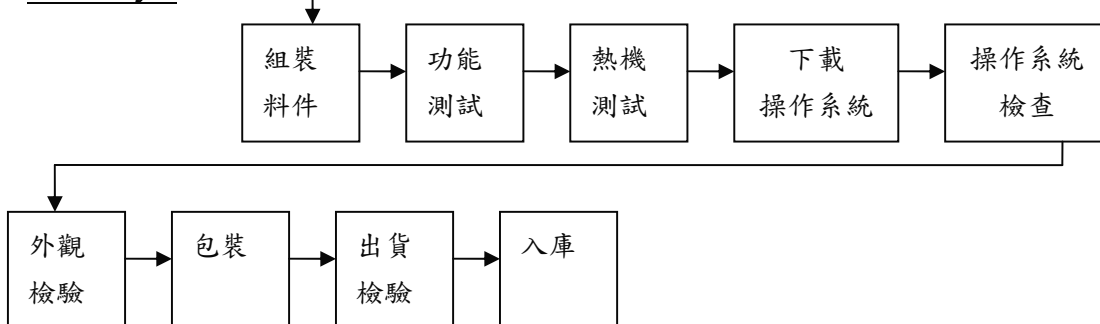 組裝
料件
功能
測試
熱機
測試
下載
操作系統
操作系統
檢查
外觀
檢驗
包裝
出貨
檢驗
入庫